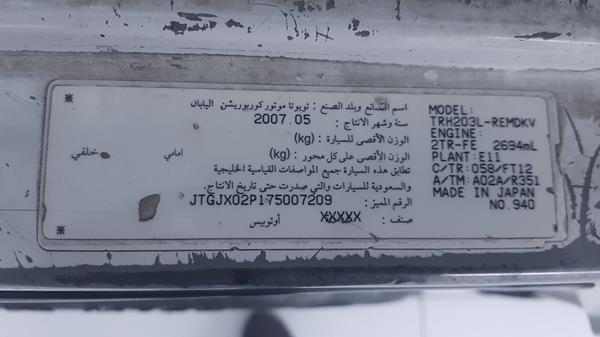 اسم الصانع وبلد الصنع : تويوتا موتور كوربوريشن اليابان
سنة وشهر الانتاج : 2007.05
الوزن الأقصى للسيارة : (kg)
الوزن الأقصى على كل محور : (kg) امامي خلفي
تطابق هذه السيارة جميع المواصفات القياسية الخليجية
والسعودية للسيارات والتي صدرت حتى تاريخ الانتاج .
الرقم المميز : JTGJX02P175007209
صنف : XXXXX أوتوبيس
MODEL:
TRH203L-REMDKV
ENGINE:
2TR-FE 2694mL
PLANT: E11
C/TR: 058/FT12
A/TM: A02A/R351
MADE IN JAPAN
NO.940